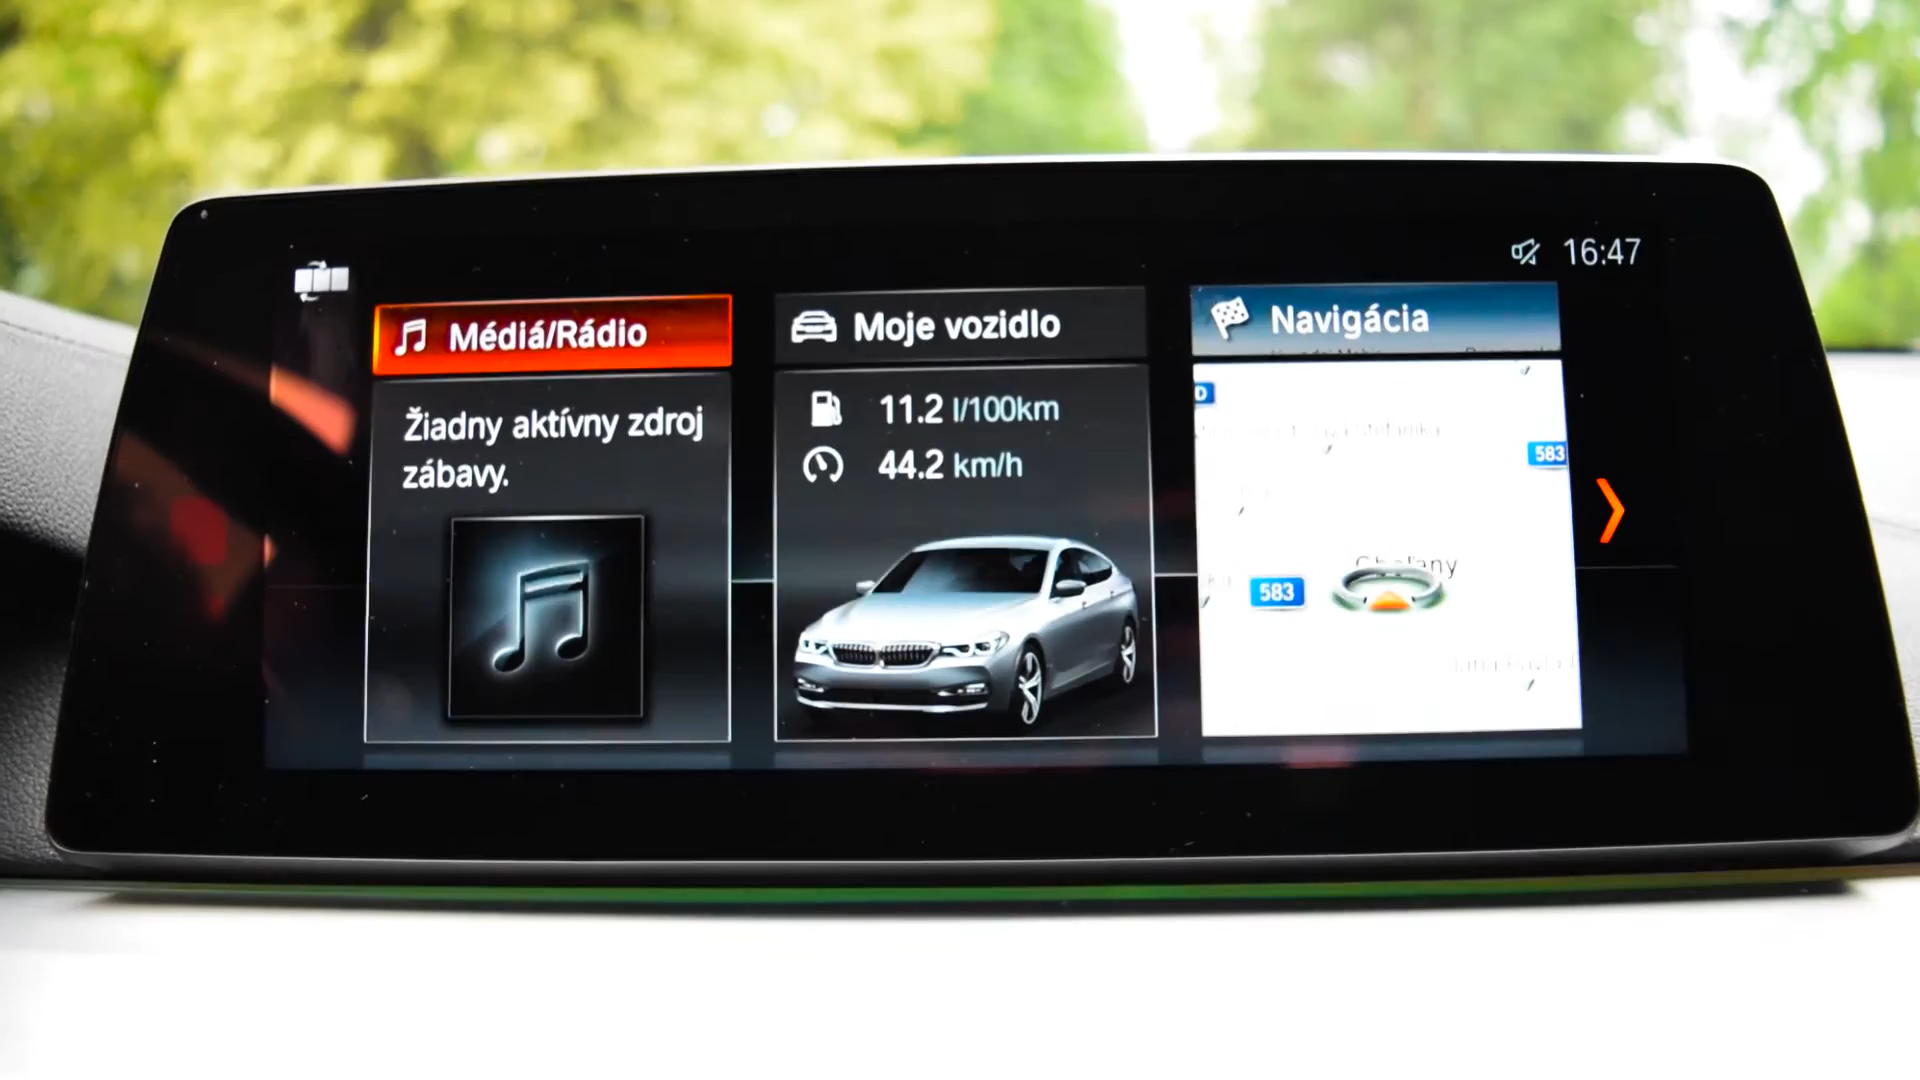 16:47
Médiá/Rádio
Žiadny aktívny zdroj
zábavy.
Moje vozidlo
11.2 l/100km
44.2 km/h
Navigácia
D
583
583